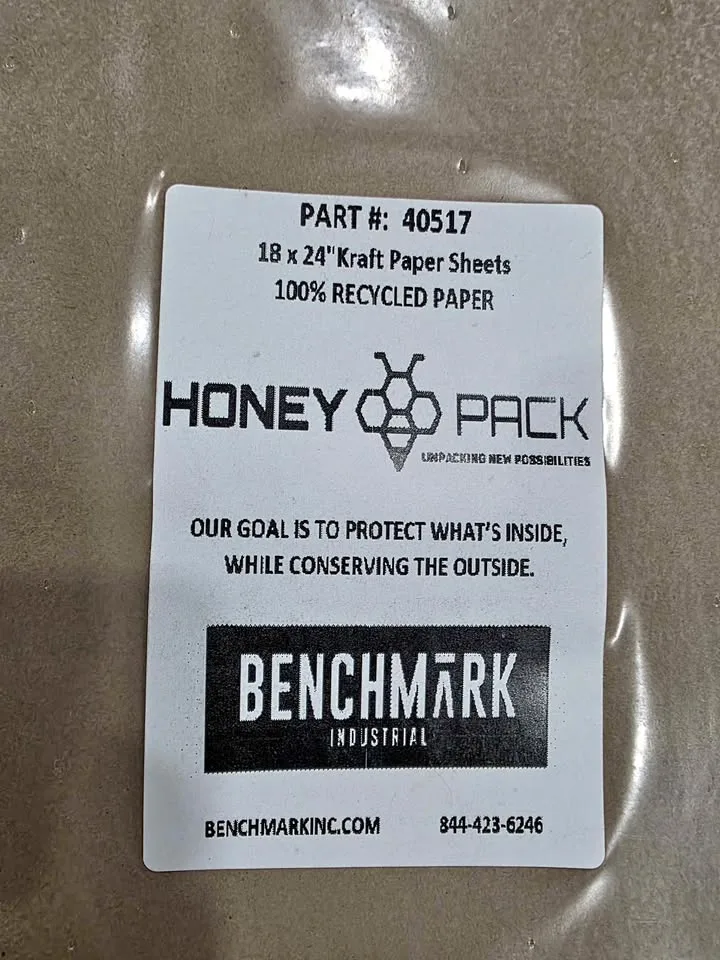 PART #: 40517
18 x 24" Kraft Paper Sheets
100% RECYCLED PAPER
HONEY PACK
UNPACKING NEW POSSIBILITIES
OUR GOAL IS TO PROTECT WHAT'S INSIDE,
WHILE CONSERVING THE OUTSIDE.
BENCHMARK
INDUSTRIAL
BENCHMARKINC.COM 844-423-6246